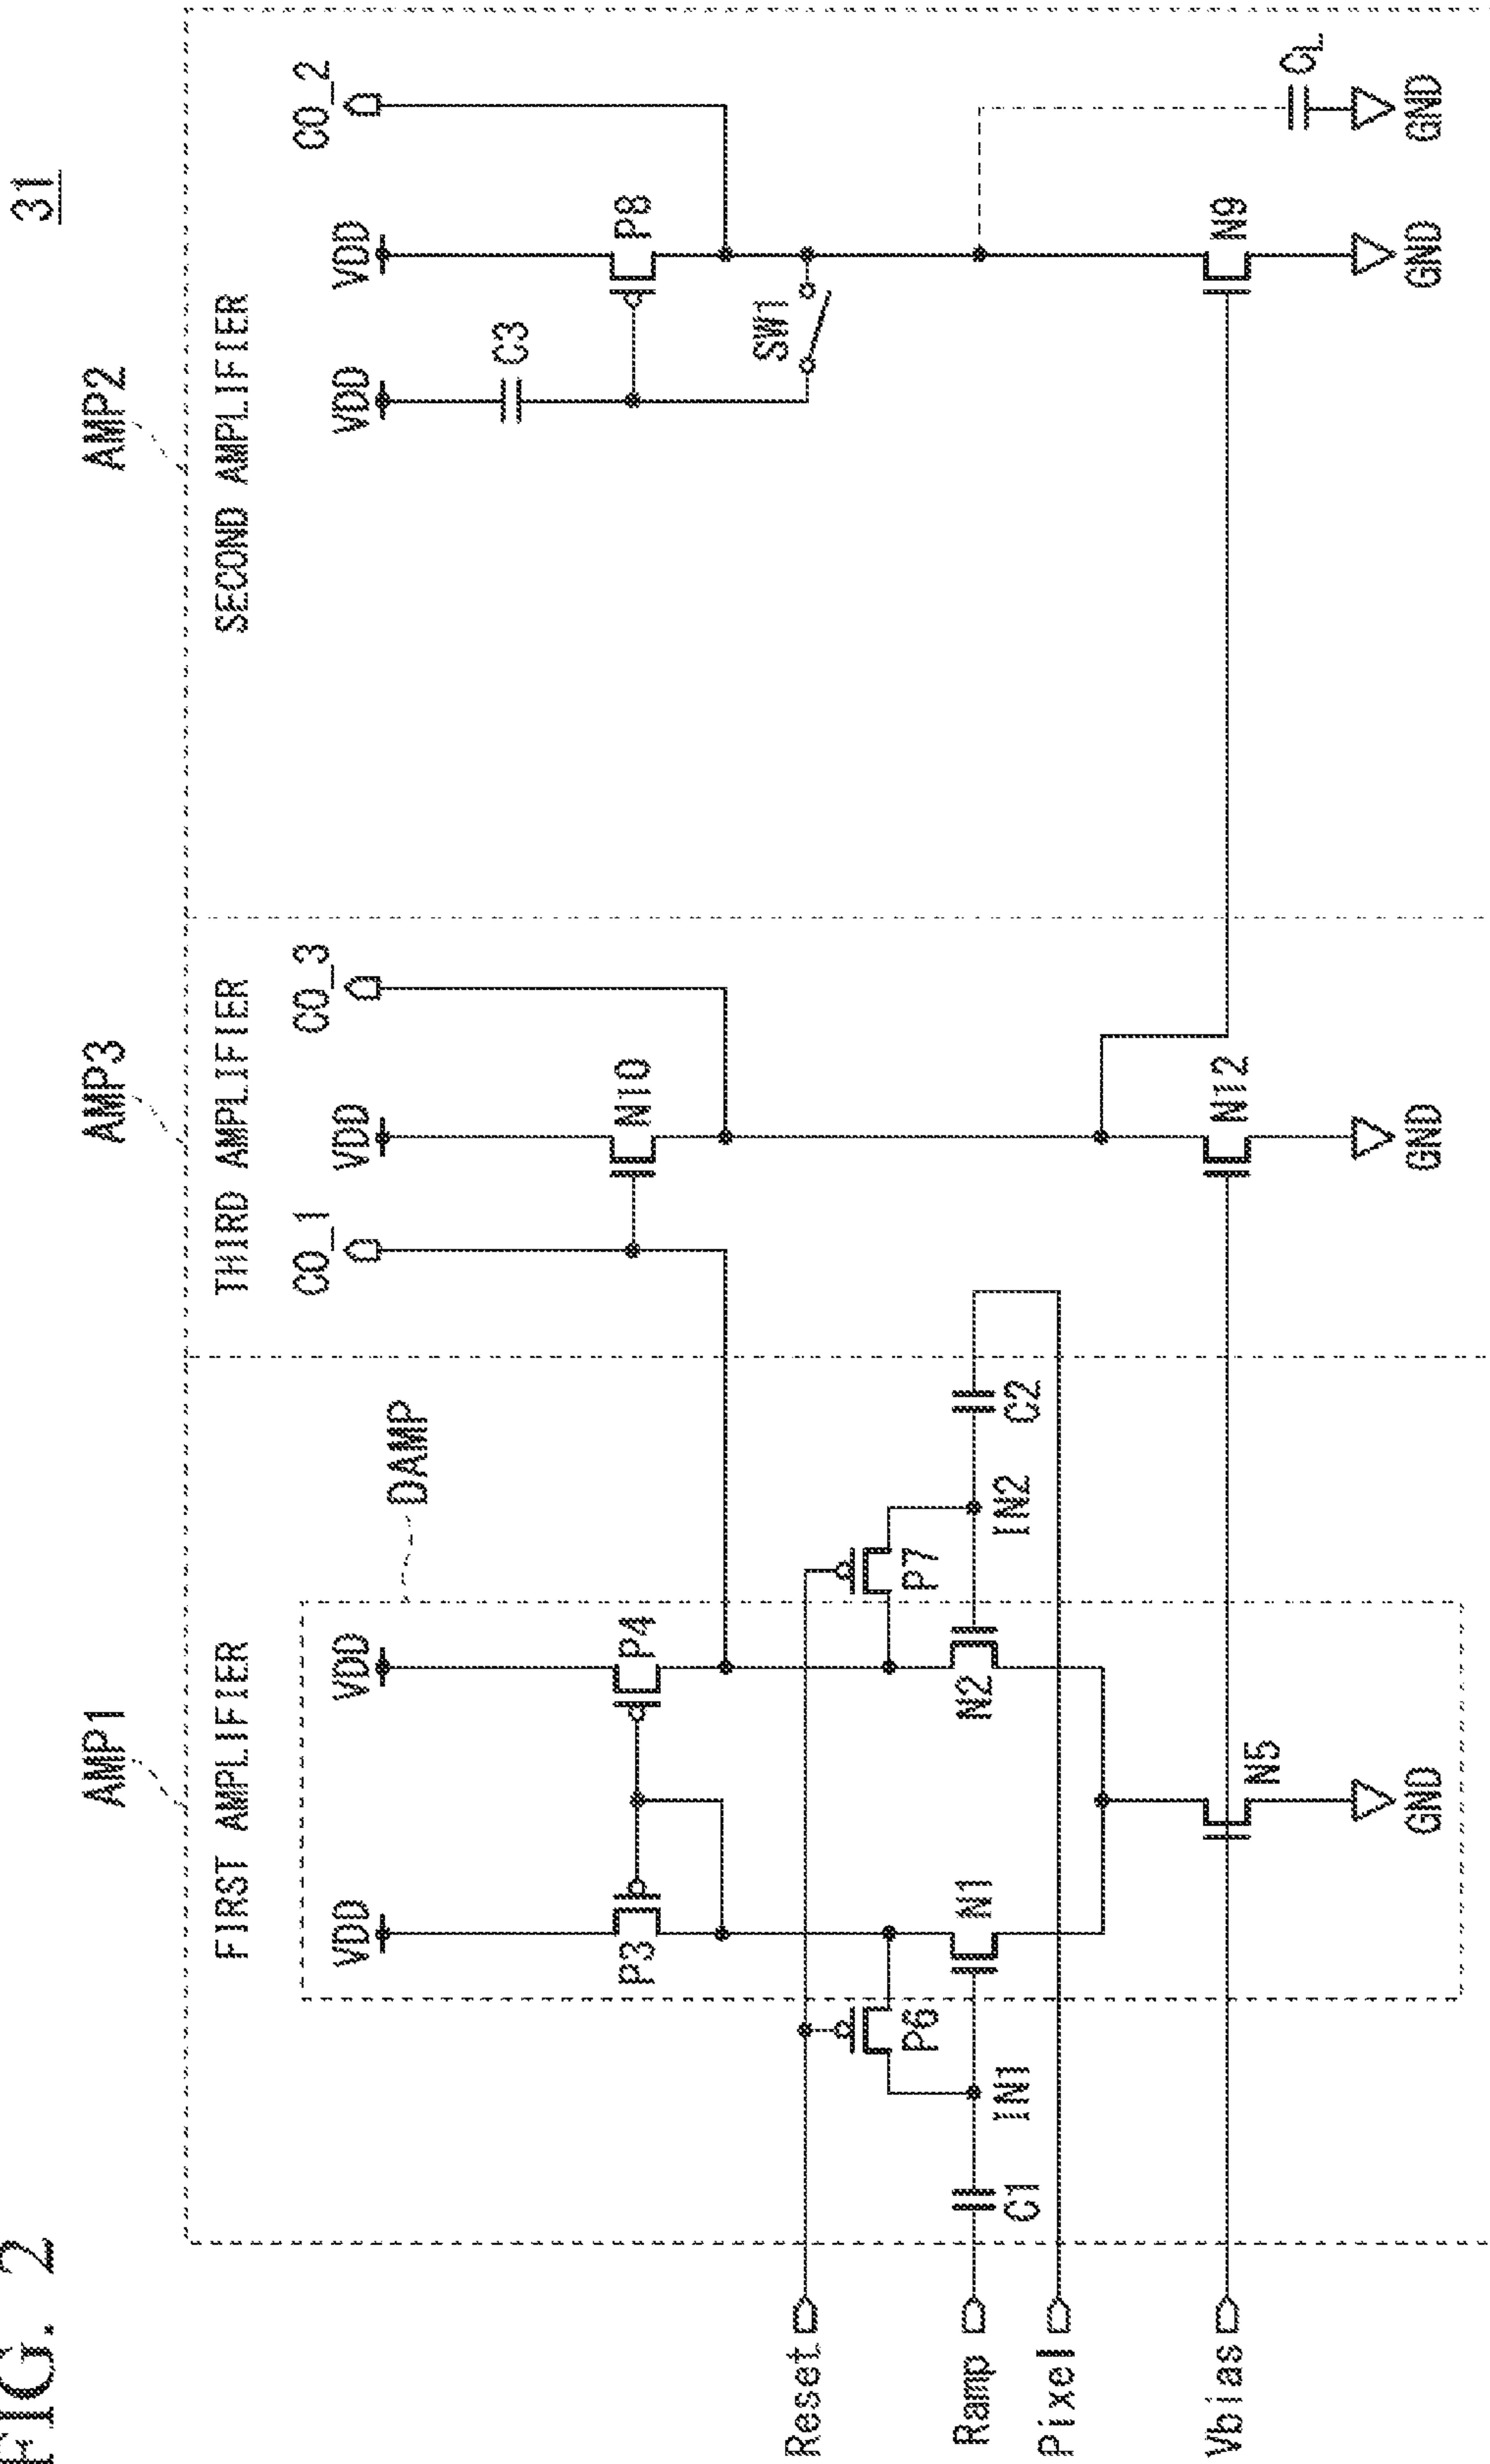 FIG. 2
31
AMP1
AMP3
AMP2
FIRST AMPLIFIER
THIRD AMPLIFIER
SECOND AMPLIFIER
DAMP
CO_1
CO_3
CO_2
VDD
VDD
VDD
VDD
VDD
C3
P3
P4
N10
P8
Reset
SW1
P6
P7
Ramp
C1
IN1
N1
N2
IN2
C2
Pixel
Vbias
N5
N12
N9
CL
GND
GND
GND
GND